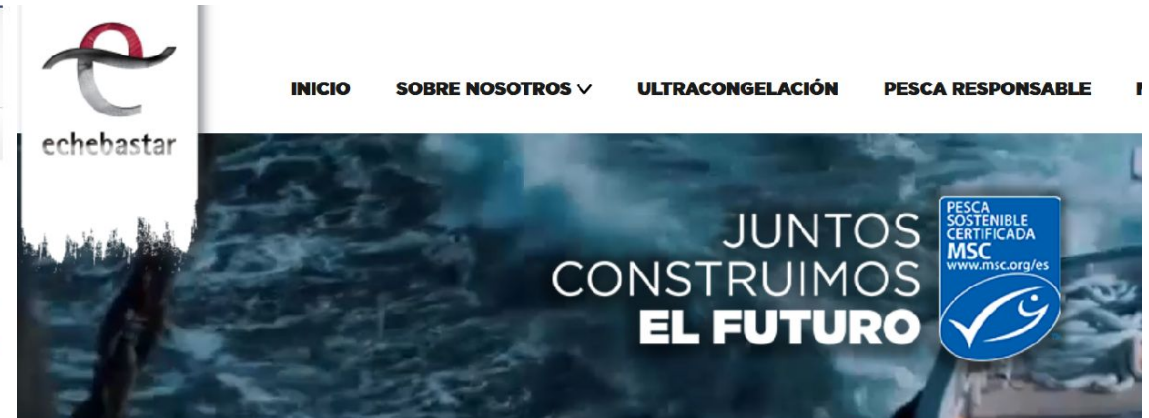 echebastar
INICIO SOBRE NOSOTROS ULTRACONGELACIÓN PESCA RESPONSABLE
JUNTOS
CONSTRUIMOS
EL FUTURO
PESCA
SOSTENIBLE
CERTIFICADA
MSC
www.msc.org/es